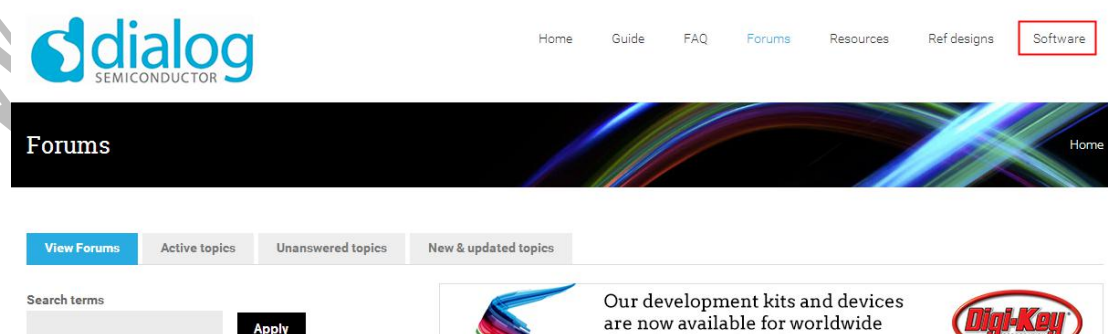 dialog
SEMICONDUCTOR
Home Guide FAQ Forums Resources Ref designs Software
Forums
Home
View Forums Active topics Unanswered topics New & updated topics
Search terms
Apply
Our development kits and devices
are now available for worldwide
Digi-Key